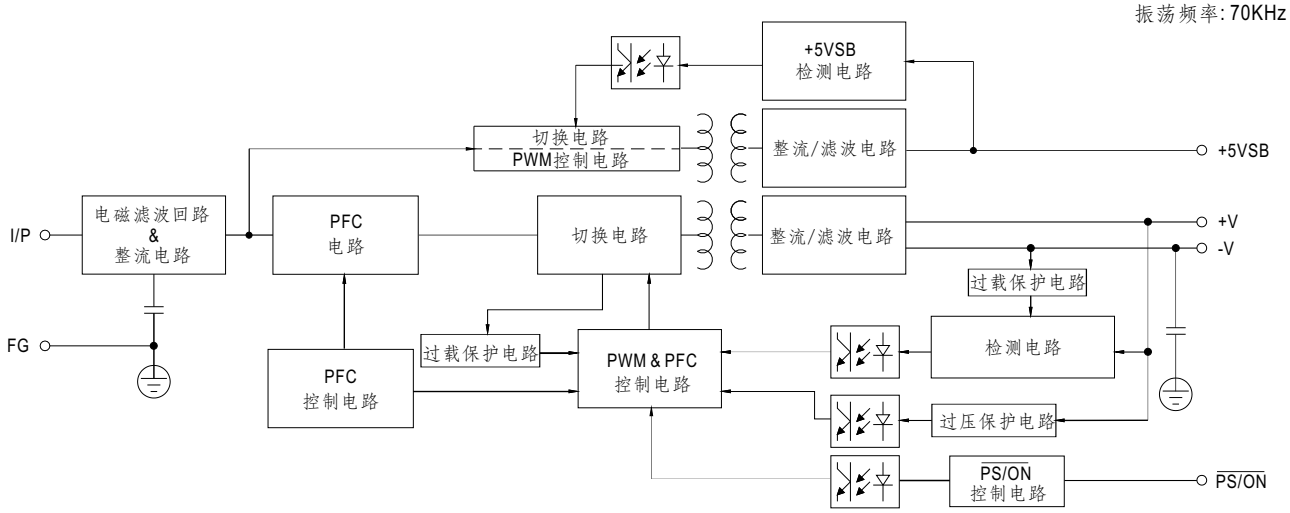 振荡频率: 70KHz
+5VSB
检测电路
切换电路
PWM控制电路
整流/滤波电路
+5VSB
I/P
电磁滤波回路
&
整流电路
PFC
电路
切换电路
整流/滤波电路
+V
-V
过载保护电路
FG
过载保护电路
PWM & PFC
控制电路
检测电路
PFC
控制电路
过压保护电路
PS/ON
控制电路
PS/ON